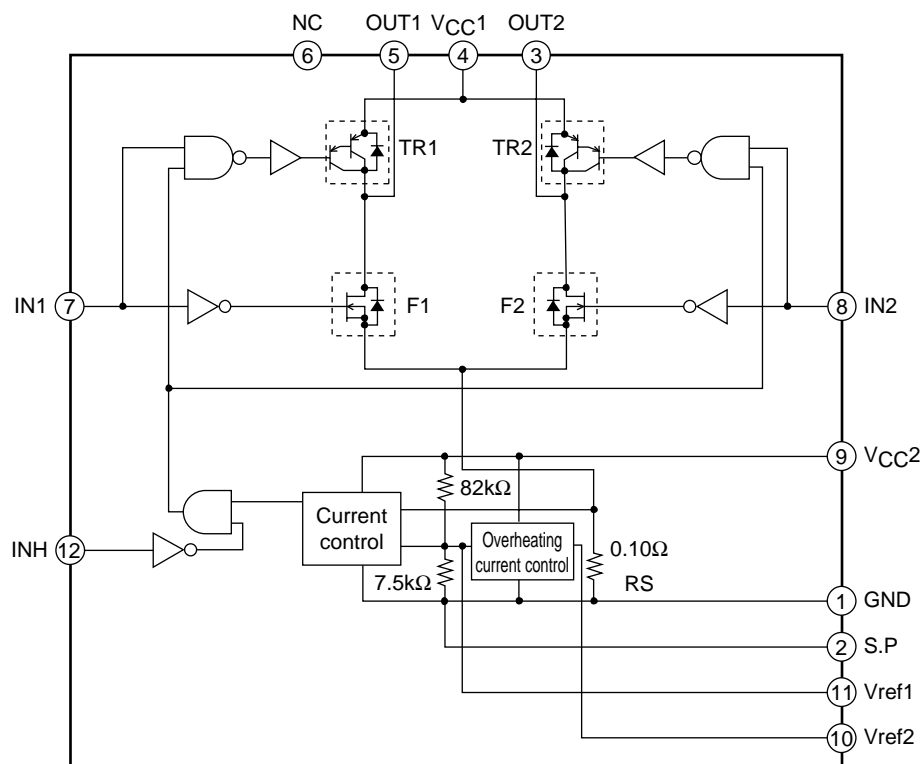 NC OUT1 VCC1 OUT2
6 5 4 3
TR1 TR2
IN1 7 F1 F2 8 IN2
9 VCC2
82kΩ
Current control
Overheating current control
0.10Ω
INH 12
7.5kΩ
RS
1 GND
2 S.P
11 Vref1
10 Vref2